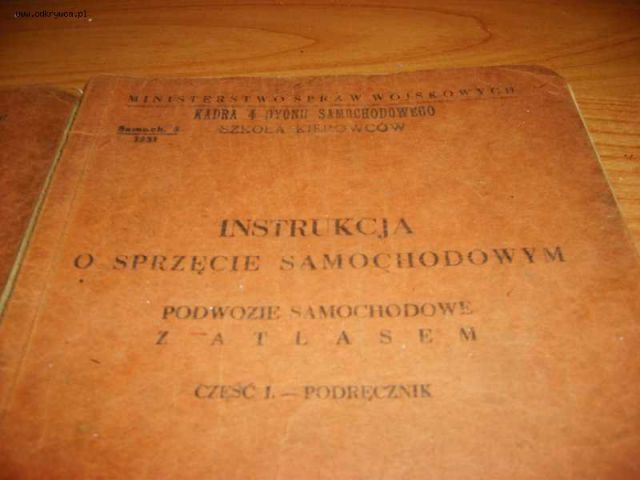 www.odkrywca.pl
MINISTERSTWO SPRAW WOJSKOWYCH
KADRA 4 DYONU SAMOCHODOWEGO
SZKOŁA KIEROWCÓW
Samoch. 3
1931
INSTRUKCJA
O SPRZĘCIE SAMOCHODOWYM
PODWOZIE SAMOCHODOWE
Z ATLASEM
CZĘŚĆ I. — PODRĘCZNIK